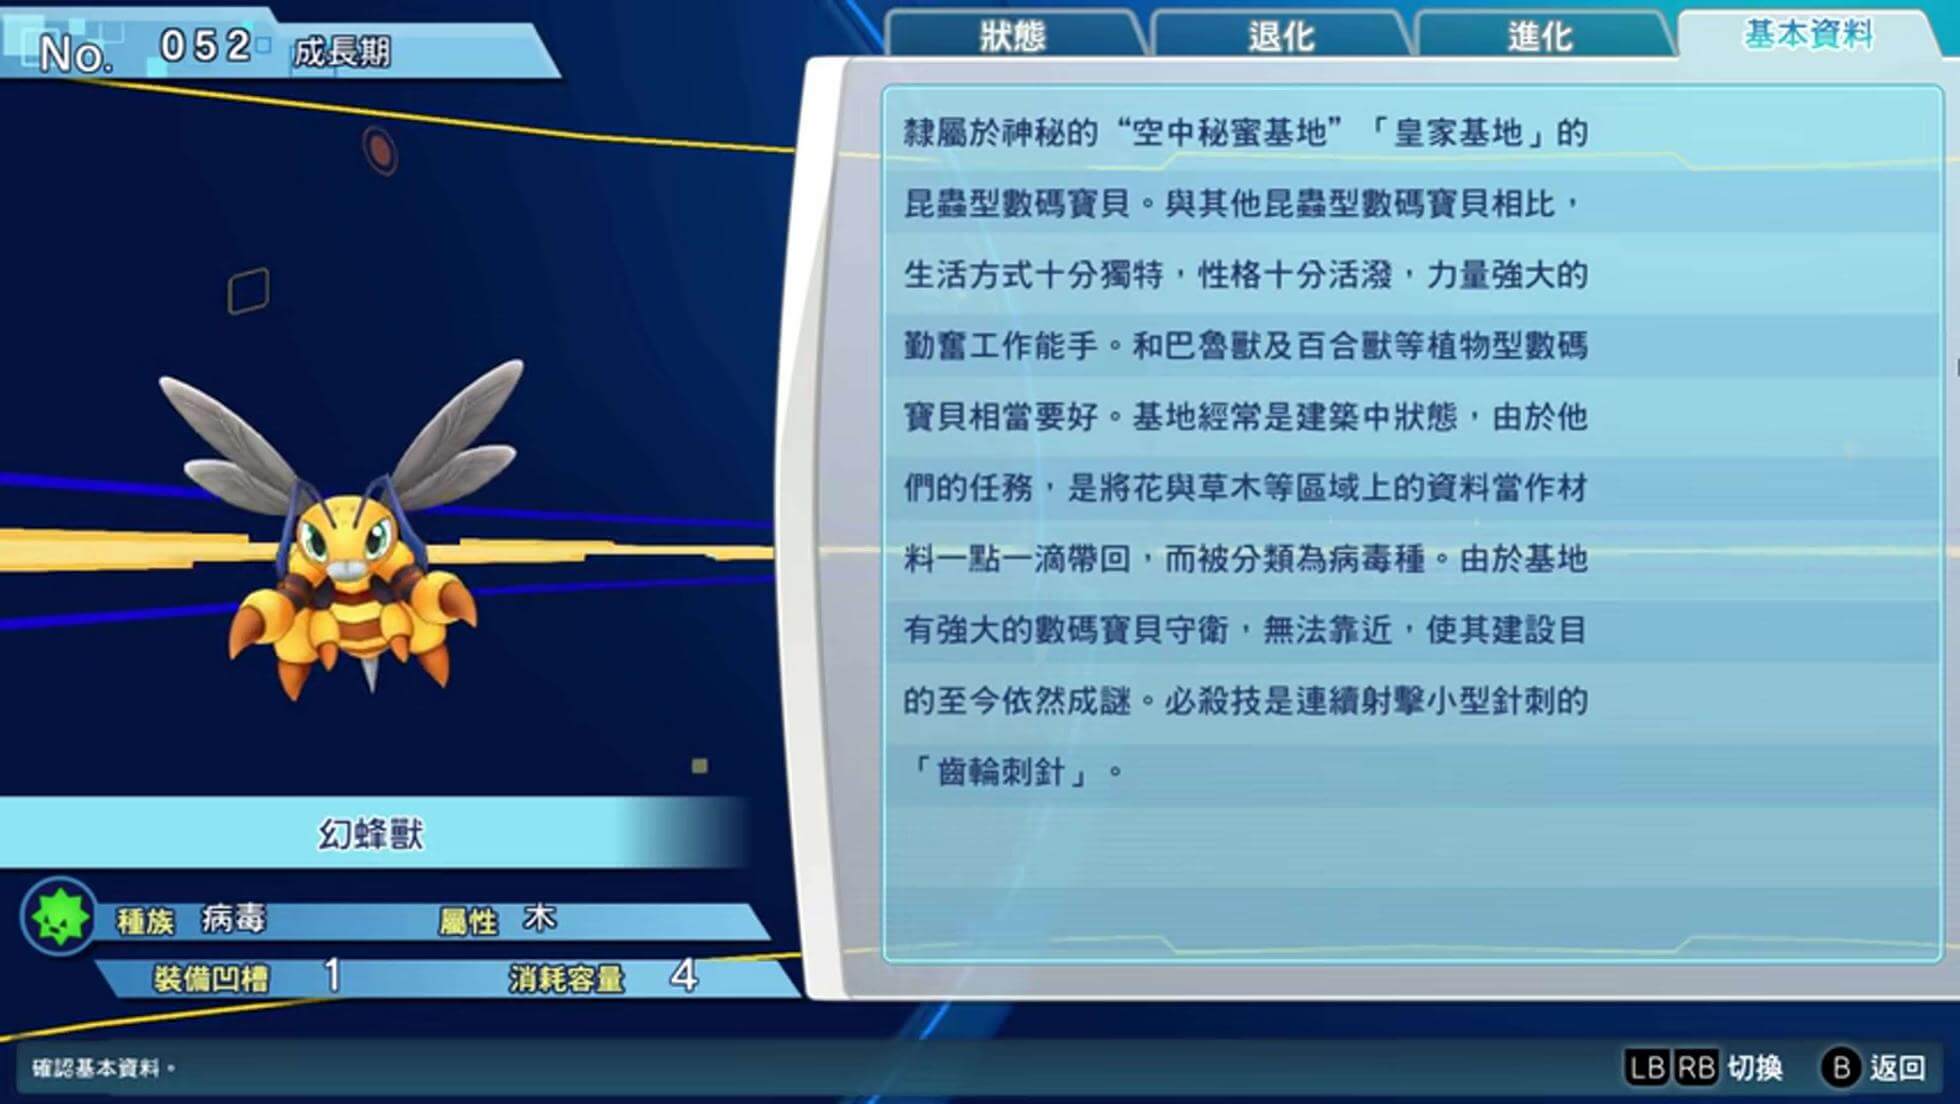 No. 052 成長期
狀態 退化 進化 基本資料
隸屬於神秘的“空中秘蜜基地”「皇家基地」的
昆蟲型數碼寶貝。與其他昆蟲型數碼寶貝相比，
生活方式十分獨特，性格十分活潑，力量強大的
勤奮工作能手。和巴魯獸及百合獸等植物型數碼
寶貝相當要好。基地經常是建築中狀態，由於他
們的任務，是將花與草木等區域上的資料當作材
料一點一滴帶回，而被分類為病毒種。由於基地
有強大的數碼寶貝守衛，無法靠近，使其建設目
的至今依然成謎。必殺技是連續射擊小型針刺的
「齒輪刺針」。
幻蜂獸
種族 病毒 屬性 木
裝備凹槽 1 消耗容量 4
確認基本資料。
LB RB 切換 B 返回